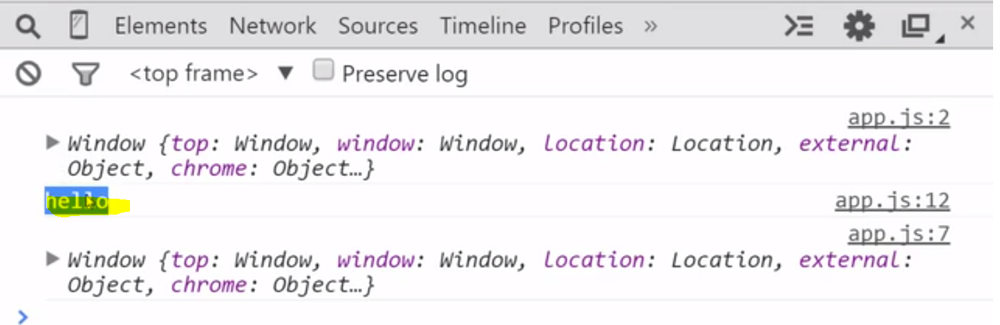 Elements Network Sources Timeline Profiles »
<top frame> ▼ Preserve log
app.js:2
Window {top: Window, window: Window, location: Location, external:
Object, chrome: Object…}
hello app.js:12
app.js:7
Window {top: Window, window: Window, location: Location, external:
Object, chrome: Object…}